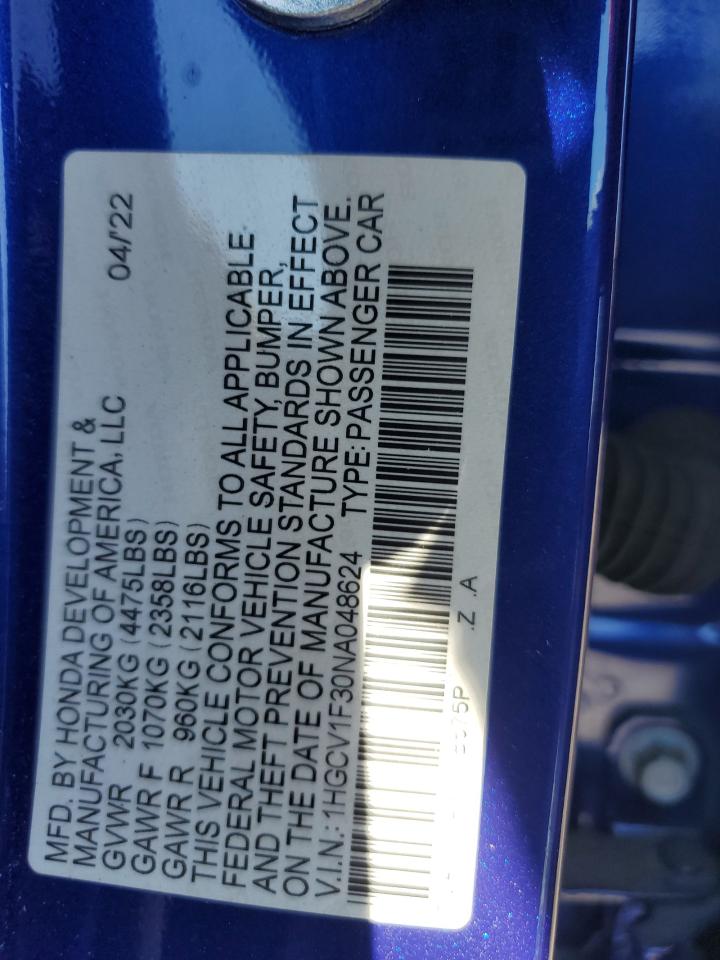 MFD. BY HONDA DEVELOPMENT &
MANUFACTURING OF AMERICA, LLC 04/'22
GVWR 2030KG (4475LBS)
GAWR F 1070KG (2358LBS)
GAWR R 960KG (2116LBS)
THIS VEHICLE CONFORMS TO ALL APPLICABLE
FEDERAL MOTOR VEHICLE SAFETY, BUMPER,
AND THEFT PREVENTION STANDARDS IN EFFECT
ON THE DATE OF MANUFACTURE SHOWN ABOVE.
V.I.N.: 1HGCV1F30NA048624 TYPE: PASSENGER CAR
.Z .A